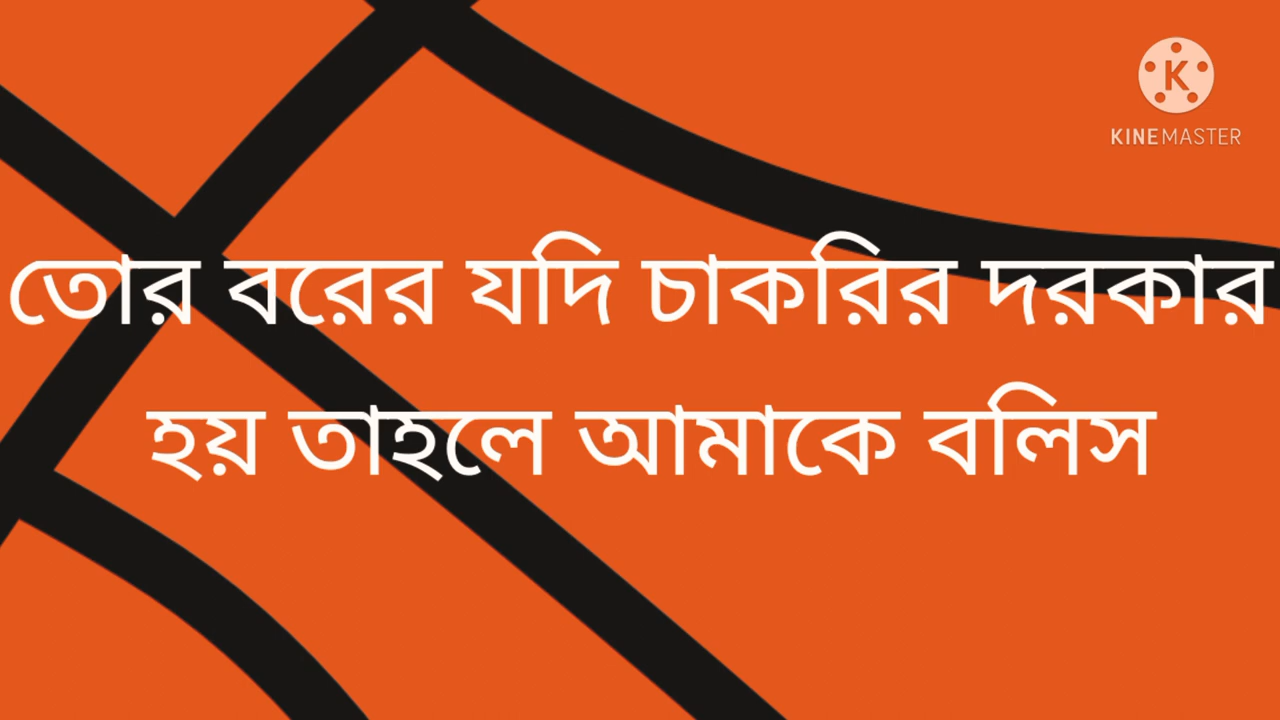 KINEMASTER
তোর বরের যদি চাকরির দরকার
হয় তাহলে আমাকে বলিস